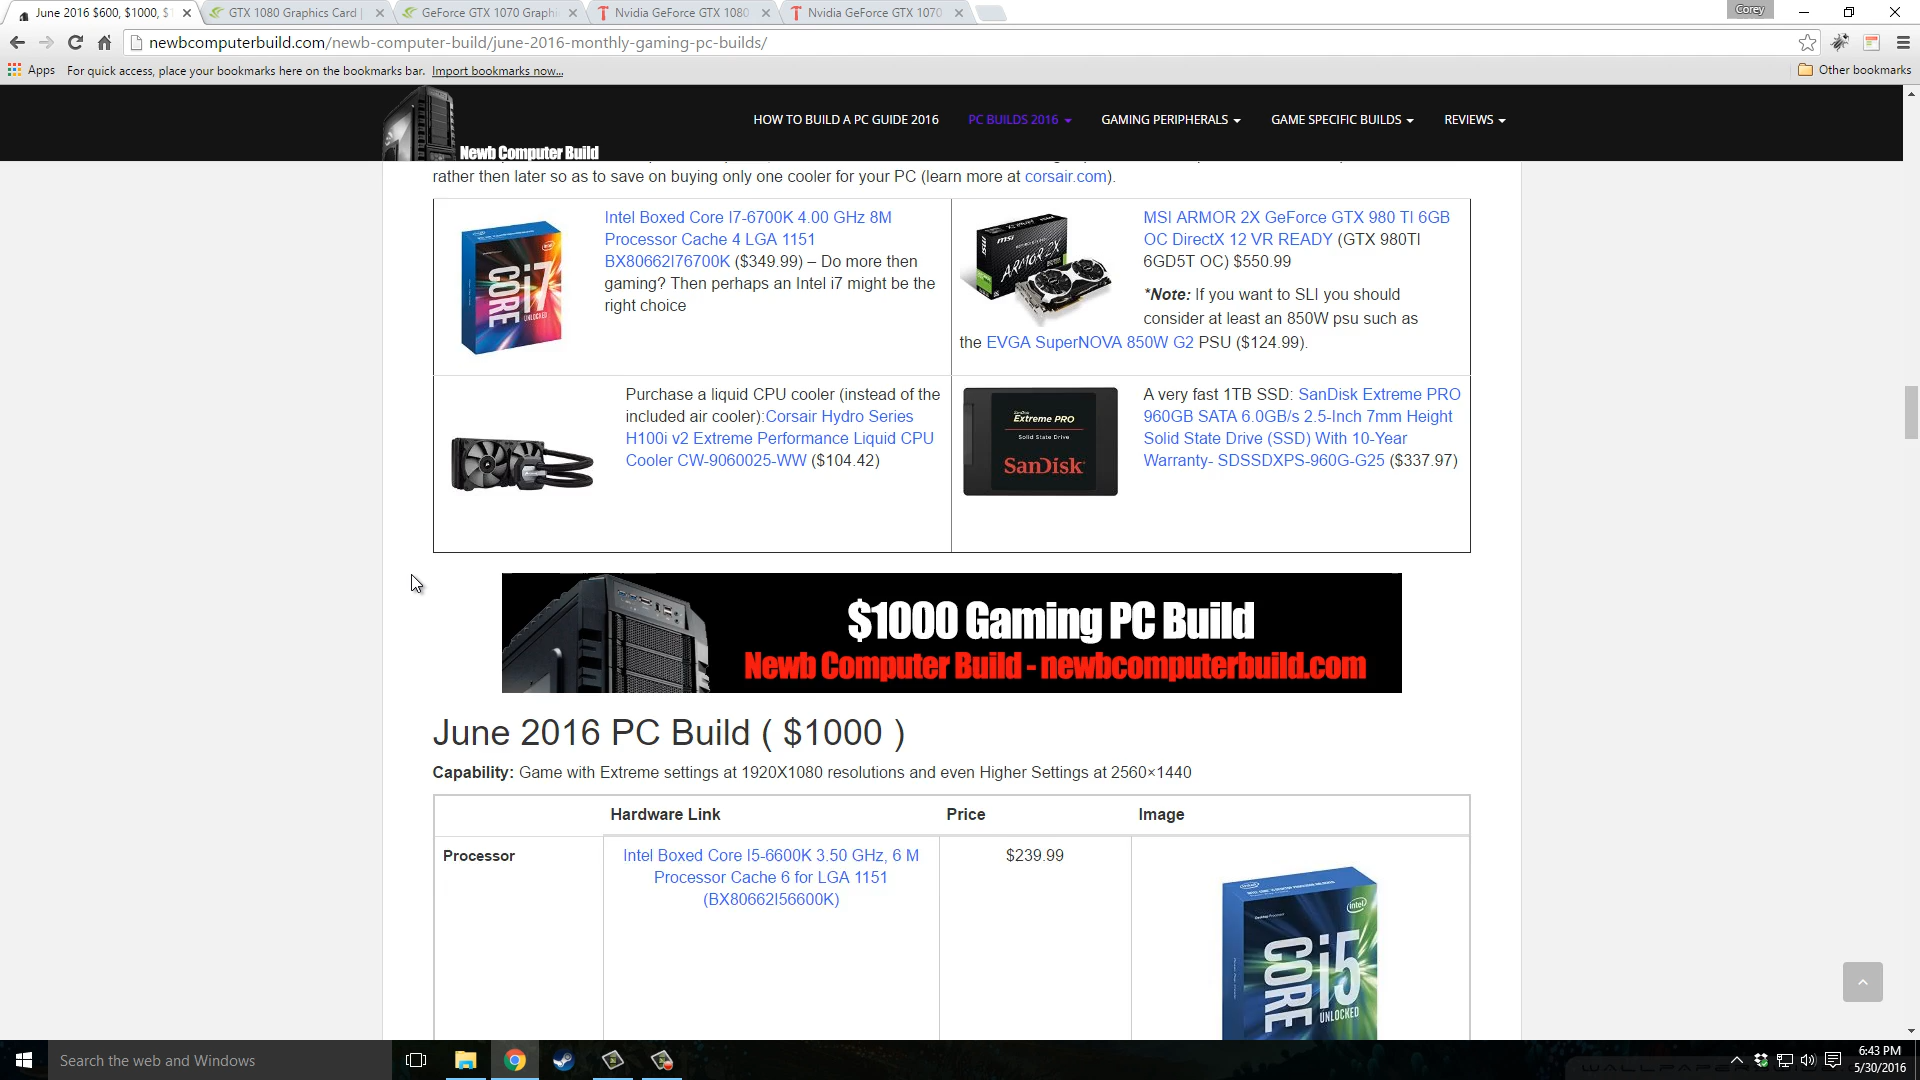 June 2016 $600, $1000, $1
GTX 1080 Graphics Card |
GeForce GTX 1070 Graphi
Nvidia GeForce GTX 1080
Nvidia GeForce GTX 1070
Corey
newbcomputerbuild.com/newb-computer-build/june-2016-monthly-gaming-pc-builds/
Apps
For quick access, place your bookmarks here on the bookmarks bar. Import bookmarks now...
Other bookmarks
Newb Computer Build
HOW TO BUILD A PC GUIDE 2016
PC BUILDS 2016
GAMING PERIPHERALS
GAME SPECIFIC BUILDS
REVIEWS
rather then later so as to save on buying only one cooler for your PC (learn more at corsair.com).
Intel Boxed Core I7-6700K 4.00 GHz 8M
Processor Cache 4 LGA 1151
BX80662I76700K ($349.99) – Do more then
gaming? Then perhaps an Intel i7 might be the
right choice
intel
CORE i7
UNLOCKED
MSI ARMOR 2X GeForce GTX 980 TI 6GB
OC DirectX 12 VR READY (GTX 980TI
6GD5T OC) $550.99
*Note: If you want to SLI you should
consider at least an 850W psu such as
the EVGA SuperNOVA 850W G2 PSU ($124.99).
msi
ARMOR 2X
Purchase a liquid CPU cooler (instead of the
included air cooler):Corsair Hydro Series
H100i v2 Extreme Performance Liquid CPU
Cooler CW-9060025-WW ($104.42)
A very fast 1TB SSD: SanDisk Extreme PRO
960GB SATA 6.0GB/s 2.5-Inch 7mm Height
Solid State Drive (SSD) With 10-Year
Warranty- SDSSDXPS-960G-G25 ($337.97)
SanDisk
Extreme PRO
Solid State Drive
SanDisk
$1000 Gaming PC Build
Newb Computer Build - newbcomputerbuild.com
June 2016 PC Build ( $1000 )
Capability: Game with Extreme settings at 1920X1080 resolutions and even Higher Settings at 2560×1440
Hardware Link
Price
Image
Processor
Intel Boxed Core I5-6600K 3.50 GHz, 6 M
Processor Cache 6 for LGA 1151
(BX80662I56600K)
$239.99
intel
intel
CORE i5
UNLOCKED
Search the web and Windows
6:43 PM
5/30/2016